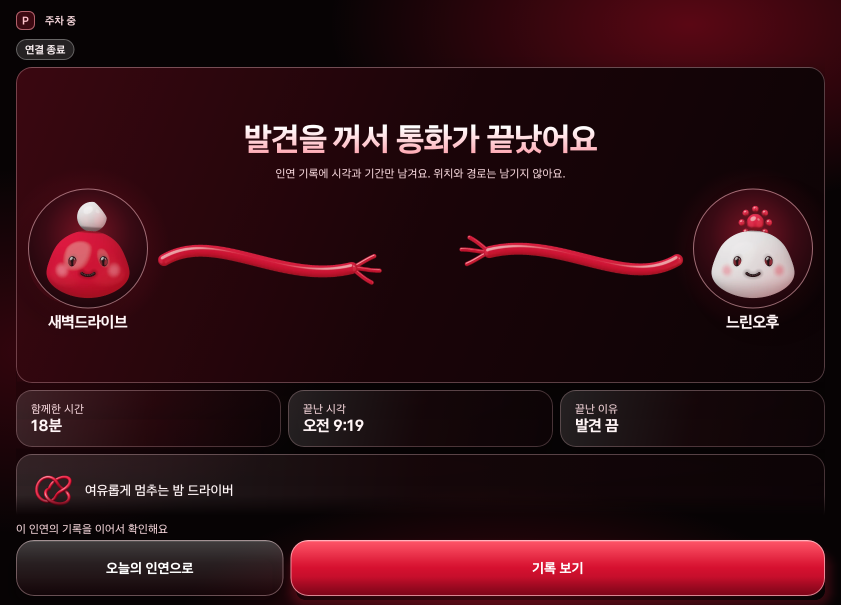 P 주차 중
연결 종료
발견을 꺼서 통화가 끝났어요
인연 기록에 시각과 기간만 남겨요. 위치와 경로는 남기지 않아요.
새벽드라이브
느린오후
함께한 시간
18분
끝난 시각
오전 9:19
끝난 이유
발견 끔
여유롭게 멈추는 밤 드라이버
이 인연의 기록을 이어서 확인해요
오늘의 인연으로
기록 보기